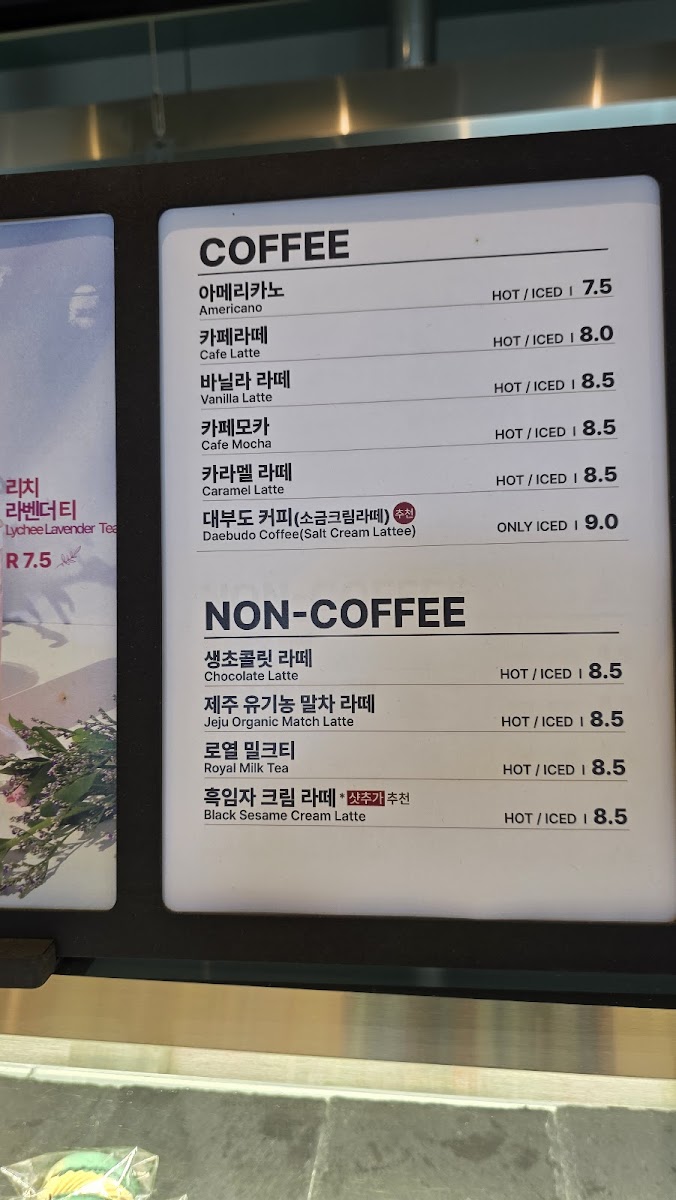 리치
라벤더 티
Lychee Lavender Tea
R 7.5
COFFEE
아메리카노 HOT / ICED | 7.5
Americano
카페라떼 HOT / ICED | 8.0
Cafe Latte
바닐라 라떼 HOT / ICED | 8.5
Vanilla Latte
카페모카 HOT / ICED | 8.5
Cafe Mocha
카라멜 라떼 HOT / ICED | 8.5
Caramel Latte
대부도 커피(소금크림라떼) 추천 ONLY ICED | 9.0
Daebudo Coffee(Salt Cream Lattee)
NON-COFFEE
생초콜릿 라떼 HOT / ICED | 8.5
Chocolate Latte
제주 유기농 말차 라떼 HOT / ICED | 8.5
Jeju Organic Match Latte
로열 밀크티 HOT / ICED | 8.5
Royal Milk Tea
흑임자 크림 라떼 *샷추가 추천 HOT / ICED | 8.5
Black Sesame Cream Latte